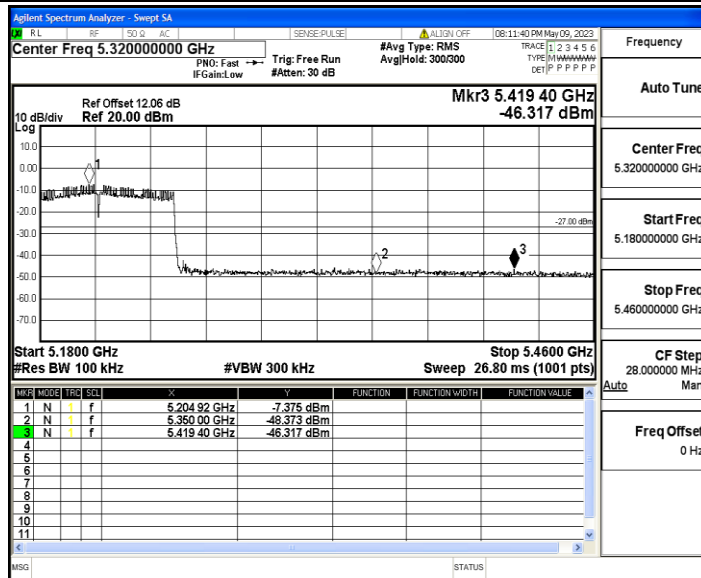 Agilent Spectrum Analyzer - Swept SA
RL RF 50 Ω AC SENSE:PULSE ALIGN OFF 08:11:40 PM May 09, 2023
Center Freq 5.320000000 GHz
PNO: Fast
IFGain:Low
Trig: Free Run
#Atten: 30 dB
#Avg Type: RMS
Avg|Hold: 300/300
TRACE 1 2 3 4 5 6
TYPE M WWWWW
DET P P P P P P
Ref Offset 12.06 dB
Ref 20.00 dBm
10 dB/div
Log
Mkr3 5.419 40 GHz
-46.317 dBm
10.0
0.00
-10.0
-20.0
-30.0
-40.0
-50.0
-60.0
-70.0
1
2
3
-27.00 dBm
Start 5.1800 GHz Stop 5.4600 GHz
#Res BW 100 kHz #VBW 300 kHz Sweep 26.80 ms (1001 pts)
MKR MODE TRC SCL X Y FUNCTION FUNCTION WIDTH FUNCTION VALUE
1 N 1 f 5.204 92 GHz -7.375 dBm
2 N 1 f 5.350 00 GHz -48.373 dBm
3 N 1 f 5.419 40 GHz -46.317 dBm
4
5
6
7
8
9
10
11
MSG STATUS
Frequency
Auto Tune
Center Freq
5.320000000 GHz
Start Freq
5.180000000 GHz
Stop Freq
5.460000000 GHz
CF Step
28.000000 MHz
Auto Man
Freq Offset
0 Hz